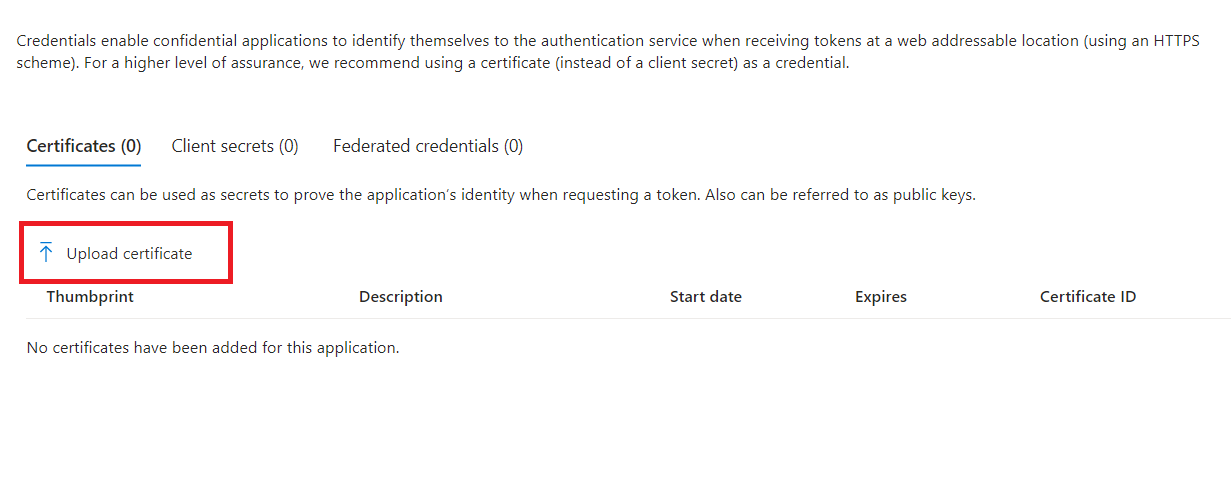 Credentials enable confidential applications to identify themselves to the authentication service when receiving tokens at a web addressable location (using an HTTPS
scheme). For a higher level of assurance, we recommend using a certificate (instead of a client secret) as a credential.
Certificates (0) Client secrets (0) Federated credentials (0)
Certificates can be used as secrets to prove the application's identity when requesting a token. Also can be referred to as public keys.
Upload certificate
Thumbprint Description Start date Expires Certificate ID
No certificates have been added for this application.